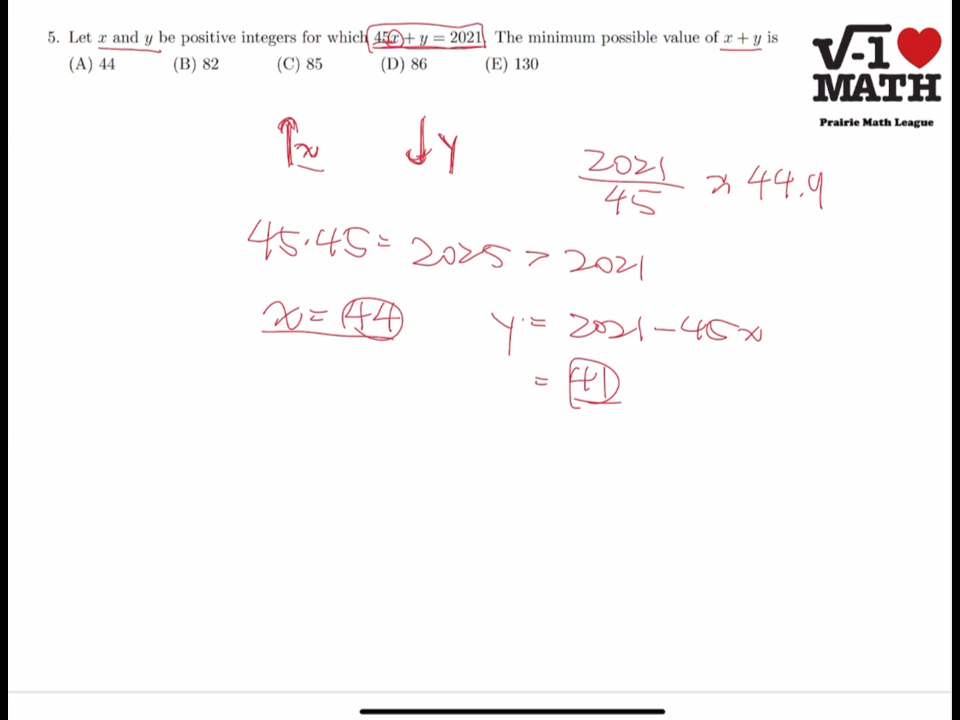 5. Let x and y be positive integers for which 45x + y = 2021. The minimum possible value of x + y is
(A) 44 (B) 82 (C) 85 (D) 86 (E) 130
√-1 ❤
MATH
Prairie Math League
↑x ↓y
2021/45 ≈ 44.9
45·45 = 2025 > 2021
x = 44 y = 2021 - 45x
= 41